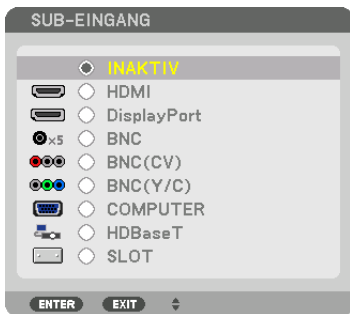 SUB-EINGANG
INAKTIV
HDMI
DisplayPort
×5 BNC
BNC(CV)
BNC(Y/C)
COMPUTER
HDBaseT
SLOT
ENTER EXIT